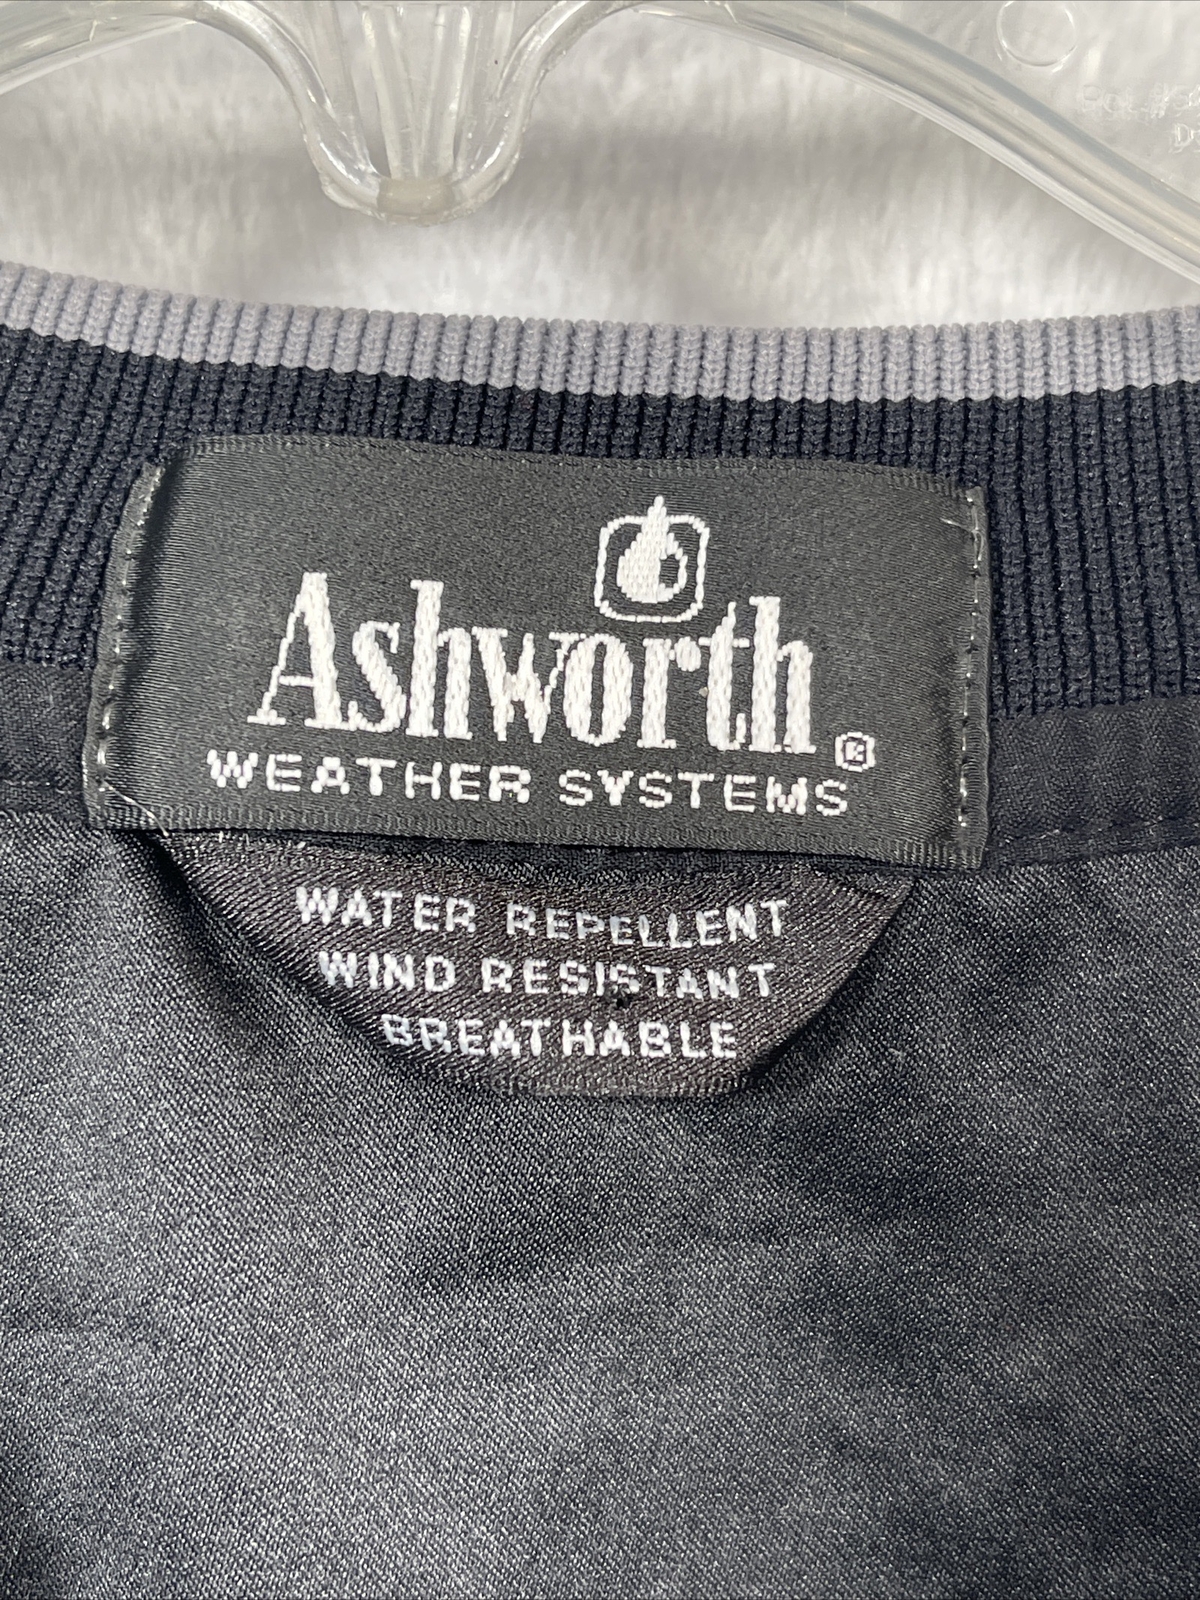 Ashworth®
WEATHER SYSTEMS
WATER REPELLENT
WIND RESISTANT
BREATHABLE